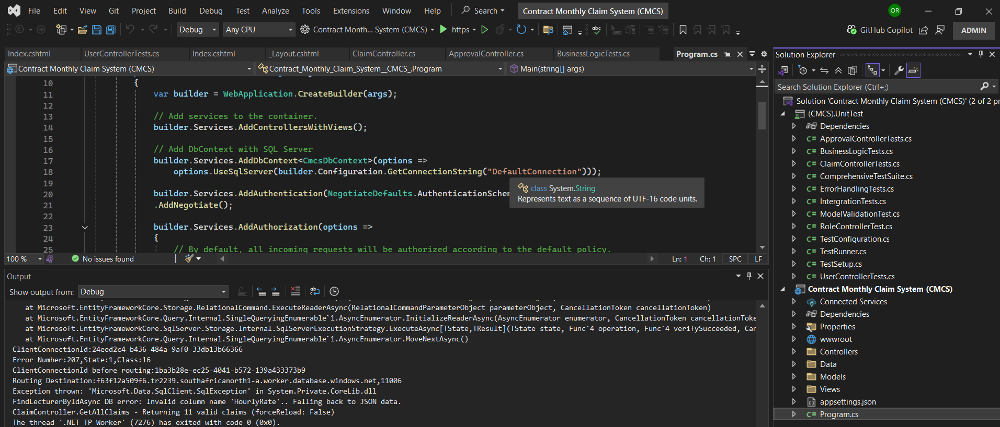 File Edit View Git Project Build Debug Test Analyze Tools Extensions Window Help Search Contract Monthly Claim System (CMCS) OR
Debug Any CPU Contract Month... System (CMCS) https GitHub Copilot ADMIN
Index.cshtml UserControllerTests.cs Index.cshtml _Layout.cshtml ClaimController.cs ApprovalController.cs BusinessLogicTests.cs Program.cs
Contract Monthly Claim System (CMCS) Contract_Monthly_Claim_System__CMCS_.Program Main(string[] args)
10 {
11 var builder = WebApplication.CreateBuilder(args);
12
13 // Add services to the container.
14 builder.Services.AddControllersWithViews();
15
16 // Add DbContext with SQL Server
17 builder.Services.AddDbContext<CmcsDbContext>(options =>
18 options.UseSqlServer(builder.Configuration.GetConnectionString("DefaultConnection")));
19
20 builder.Services.AddAuthentication(NegotiateDefaults.AuthenticationSchem
21 .AddNegotiate();
22
23 builder.Services.AddAuthorization(options =>
24 {
25 // By default, all incoming requests will be authorized according to the default policy.
class System.String
Represents text as a sequence of UTF-16 code units.
100 % No issues found Ln: 1 Ch: 1 SPC LF
Output
Show output from: Debug
at Microsoft.EntityFrameworkCore.Storage.RelationalCommand.ExecuteReaderAsync(RelationalCommandParameterObject parameterObject, CancellationToken cancellationToken)
at Microsoft.EntityFrameworkCore.Query.Internal.SingleQueryingEnumerable`1.AsyncEnumerator.InitializeReaderAsync(AsyncEnumerator enumerator, CancellationToken cancellationToke
at Microsoft.EntityFrameworkCore.SqlServer.Storage.Internal.SqlServerExecutionStrategy.ExecuteAsync[TState,TResult](TState state, Func`4 operation, Func`4 verifySucceeded, Can
at Microsoft.EntityFrameworkCore.Query.Internal.SingleQueryingEnumerable`1.AsyncEnumerator.MoveNextAsync()
ClientConnectionId:24eed2c4-b436-484a-9af0-33db13b66366
Error Number:207,State:1,Class:16
ClientConnectionId before routing:1ba3b28e-ec25-4041-b572-139a433373b9
Routing Destination:f63f12a509f6.tr2239.southafricanorth1-a.worker.database.windows.net,11006
Exception thrown: 'Microsoft.Data.SqlClient.SqlException' in System.Private.CoreLib.dll
FindLecturerByIdAsync DB error: Invalid column name 'HourlyRate'.. Falling back to JSON data.
ClaimController.GetAllClaims - Returning 11 valid claims (forceReload: False)
The thread '.NET TP Worker' (7276) has exited with code 0 (0x0).
Solution Explorer
Search Solution Explorer (Ctrl+;)
Solution 'Contract Monthly Claim System (CMCS)' (2 of 2 pr
(CMCS).UnitTest
Dependencies
C# ApprovalControllerTests.cs
C# BusinessLogicTests.cs
C# ClaimControllerTests.cs
C# ComprehensiveTestSuite.cs
C# ErrorHandlingTests.cs
C# IntergrationTests.cs
C# ModelValidationTest.cs
C# RoleControllerTest.cs
C# TestConfiguration.cs
C# TestRunner.cs
C# TestSetup.cs
C# UserControllerTests.cs
Contract Monthly Claim System (CMCS)
Connected Services
Dependencies
Properties
wwwroot
Controllers
Data
Models
Views
appsettings.json
C# Program.cs